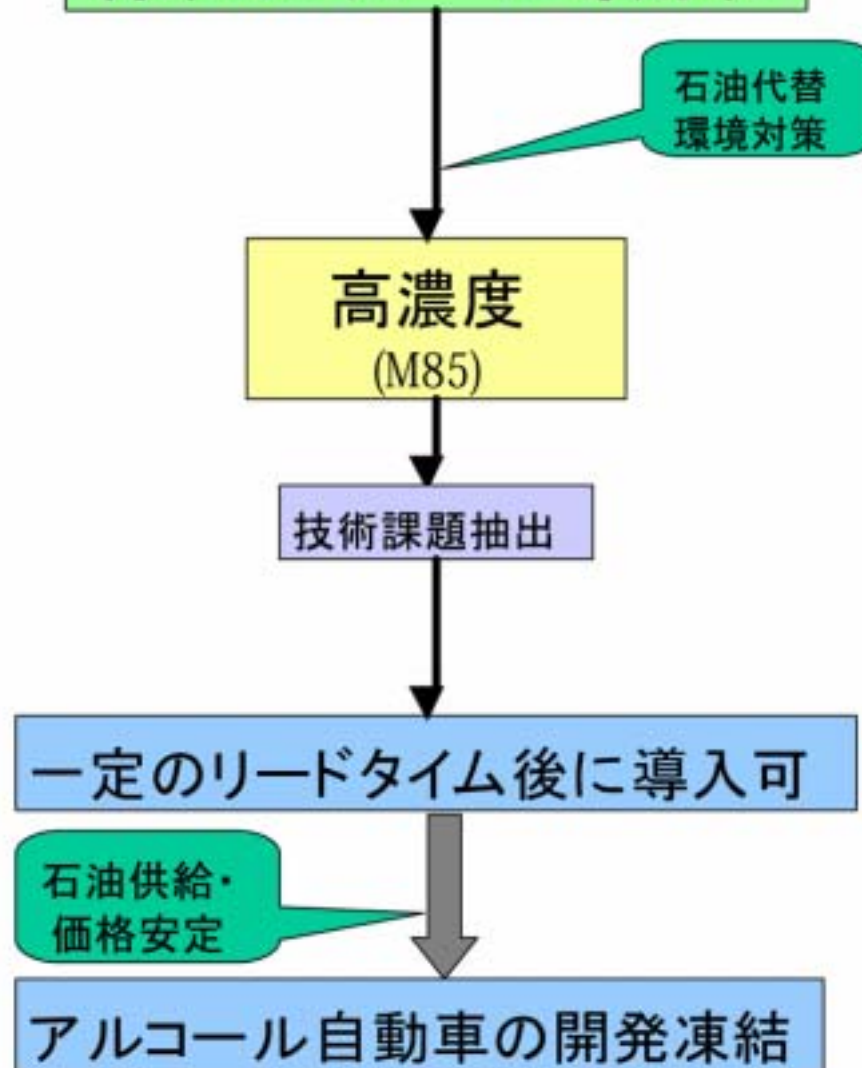 石油代替
環境対策
高濃度
(M85)
技術課題抽出
一定のリードタイム後に導入可
石油供給・
価格安定
アルコール自動車の開発凍結